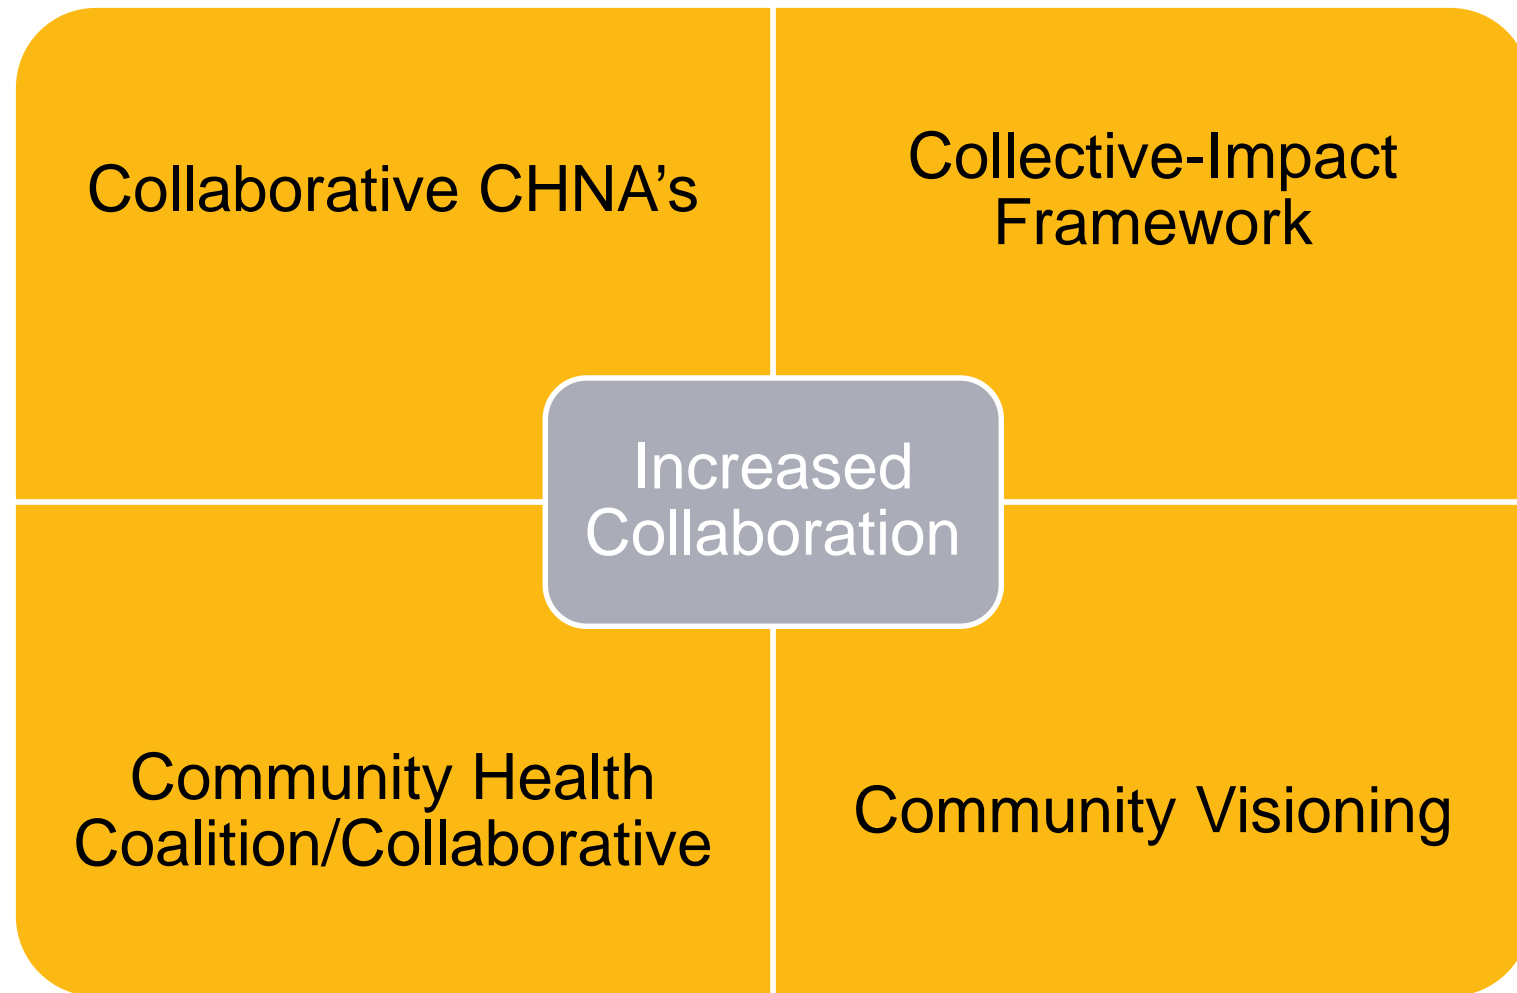 Collaborative CHNA’s
Collective-Impact
Framework
Increased
Collaboration
Community Health
Coalition/Collaborative
Community Visioning